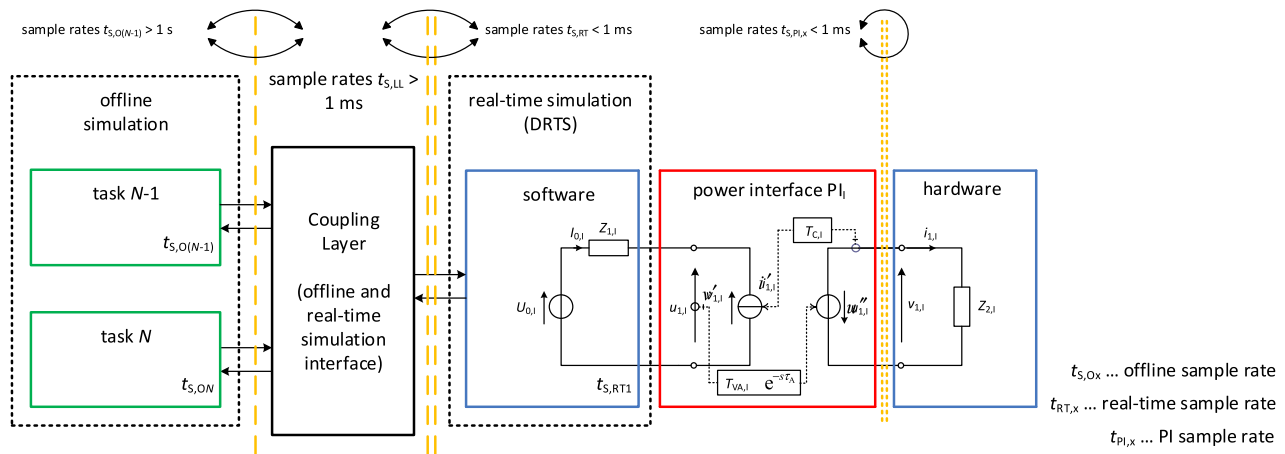 sample rates tS,O(N-1) > 1 s
sample rates tS,RT < 1 ms
sample rates tS,PI,x < 1 ms
sample rates tS,LL >
1 ms
offline
simulation
real-time simulation
(DRTS)
task N-1
tS,O(N-1)
task N
tS,ON
Coupling
Layer
(offline and
real-time
simulation
interface)
software
I0,I
Z1,I
U0,I
tS,RT1
power interface PII
TC,I
u1,I
TVA,I e−sτA
hardware
i1,I
v1,I
Z2,I
tS,Ox ... offline sample rate
tRT,x ... real-time sample rate
tPI,x ... PI sample rate